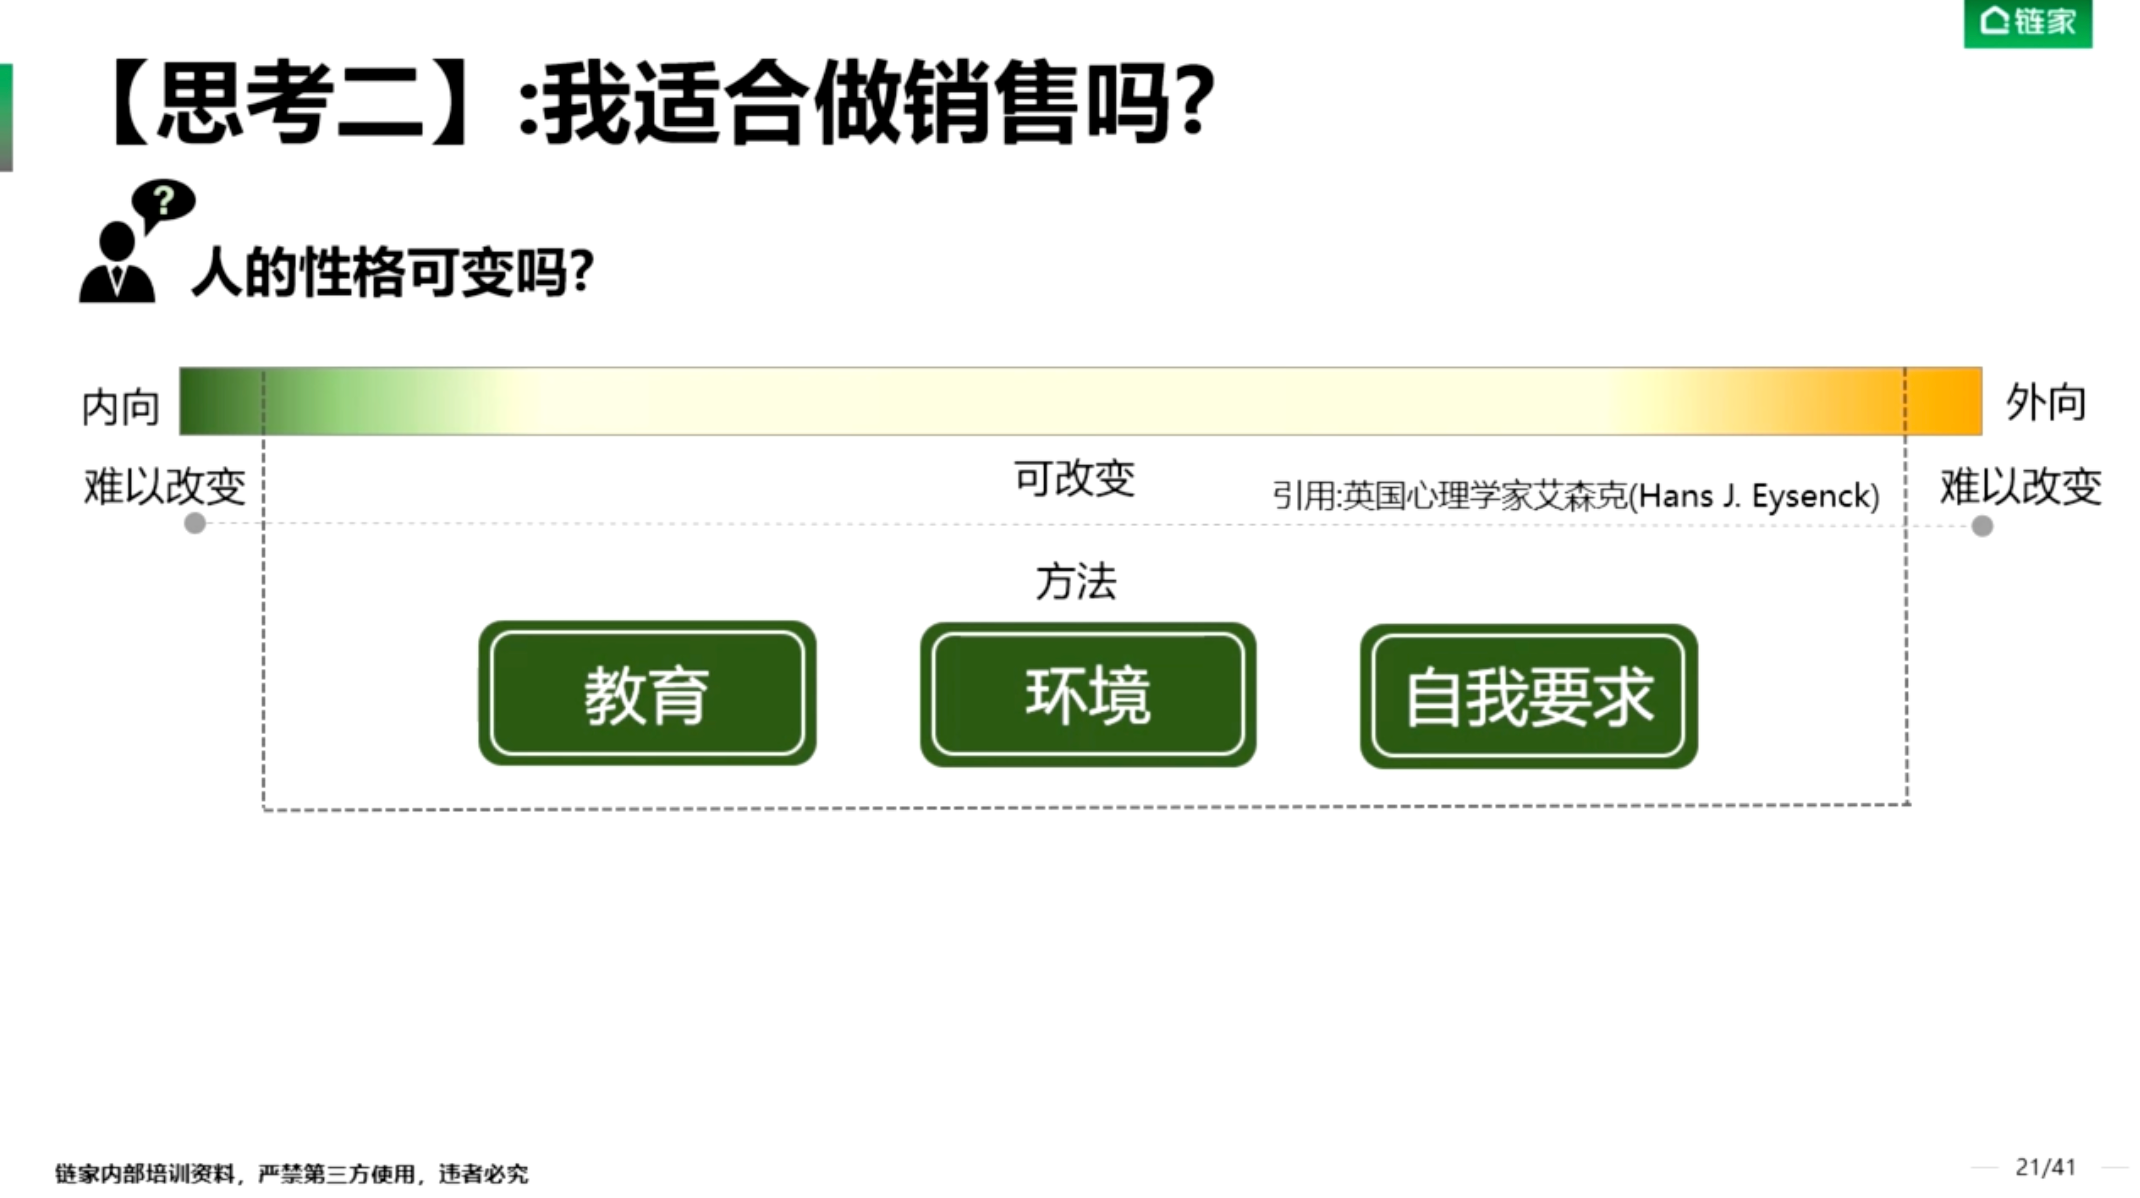 链家
【思考二】:我适合做销售吗?
?
人的性格可变吗?
内向
外向
难以改变
可改变
引用:英国心理学家艾森克(Hans J. Eysenck)
难以改变
方法
教育
环境
自我要求
链家内部培训资料，严禁第三方使用，违者必究
21/41